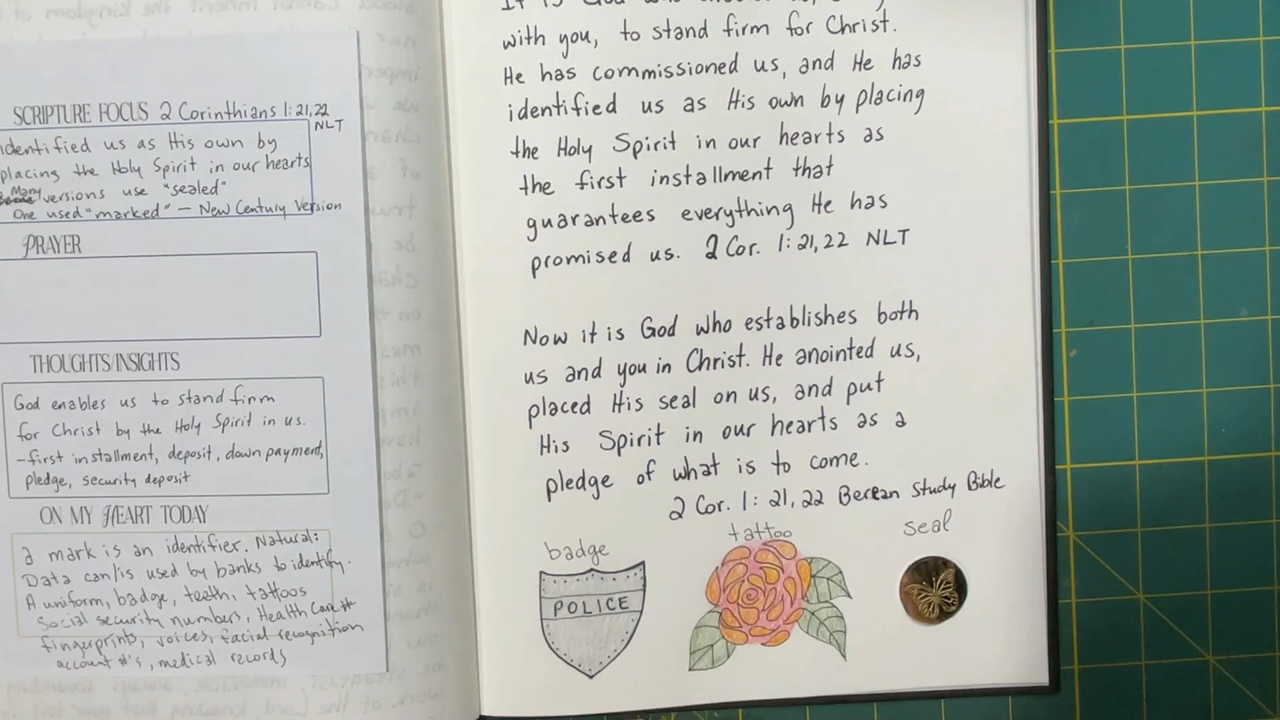 SCRIPTURE FOCUS 2 Corinthians 1:21,22
NLT
identified us as His own by
placing the Holy Spirit in our hearts
Many versions use "sealed"
One used "marked" – New Century Version
PRAYER
THOUGHTS/INSIGHTS
God enables us to stand firm
for Christ by the Holy Spirit in us.
-first installment, deposit, down payment,
pledge, security deposit
ON MY HEART TODAY
a mark is an identifier. Natural:
Data can/is used by banks to identify.
A uniform, badge, teeth, tattoos
Social security numbers, Health Care #
fingerprints, voices, facial recognition
account #'s, medical records
It is God who
with you, to stand firm for Christ.
He has commissioned us, and He has
identified us as His own by placing
the Holy Spirit in our hearts as
the first installment that
guarantees everything He has
promised us. 2 Cor. 1:21,22 NLT
Now it is God who establishes both
us and you in Christ. He anointed us,
placed His seal on us, and put
His Spirit in our hearts as a
pledge of what is to come.
2 Cor. 1: 21,22 Berean Study Bible
badge
tattoo
seal
POLICE